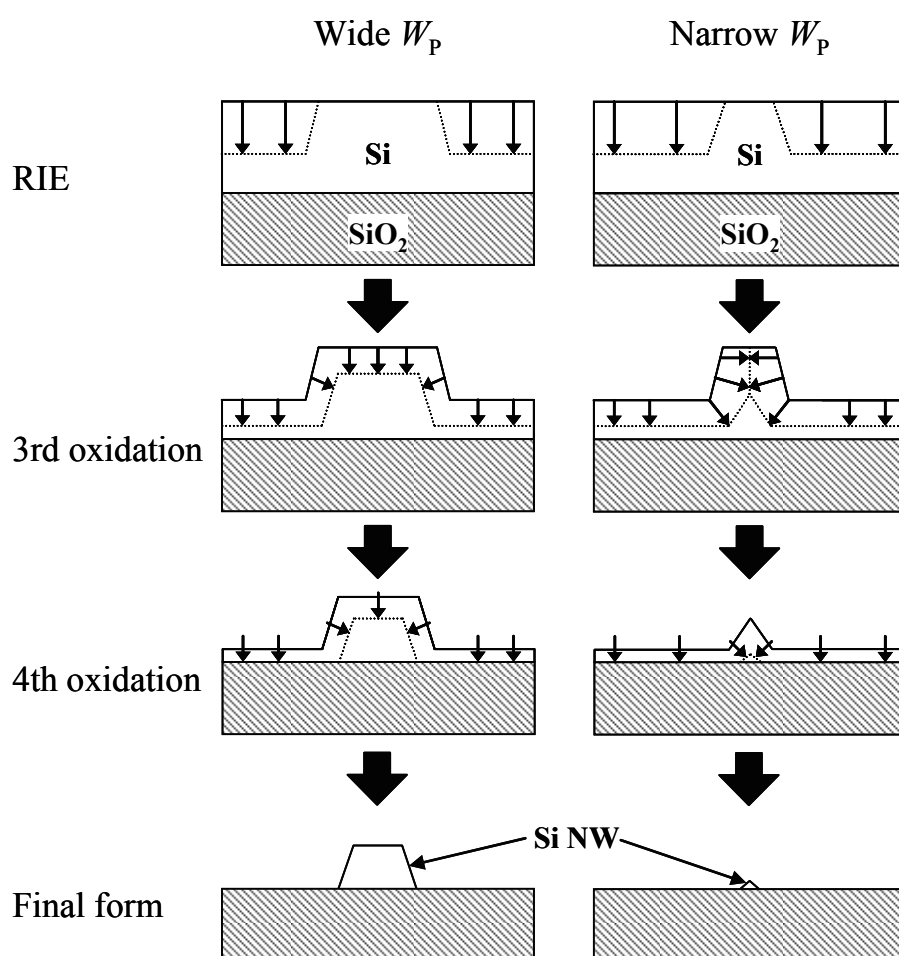 Wide W_P
Narrow W_P
RIE
Si
Si
SiO₂
SiO₂
3rd oxidation
4th oxidation
Si NW
Final form